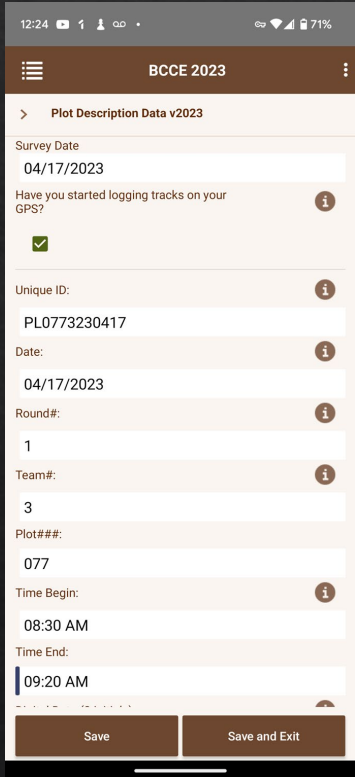 12:24
71%
BCCE 2023
Plot Description Data v2023
Survey Date
04/17/2023
Have you started logging tracks on your
GPS?
Unique ID:
PL0773230417
Date:
04/17/2023
Round#:
1
Team#:
3
Plot###:
077
Time Begin:
08:30 AM
Time End:
09:20 AM
Save Save and Exit